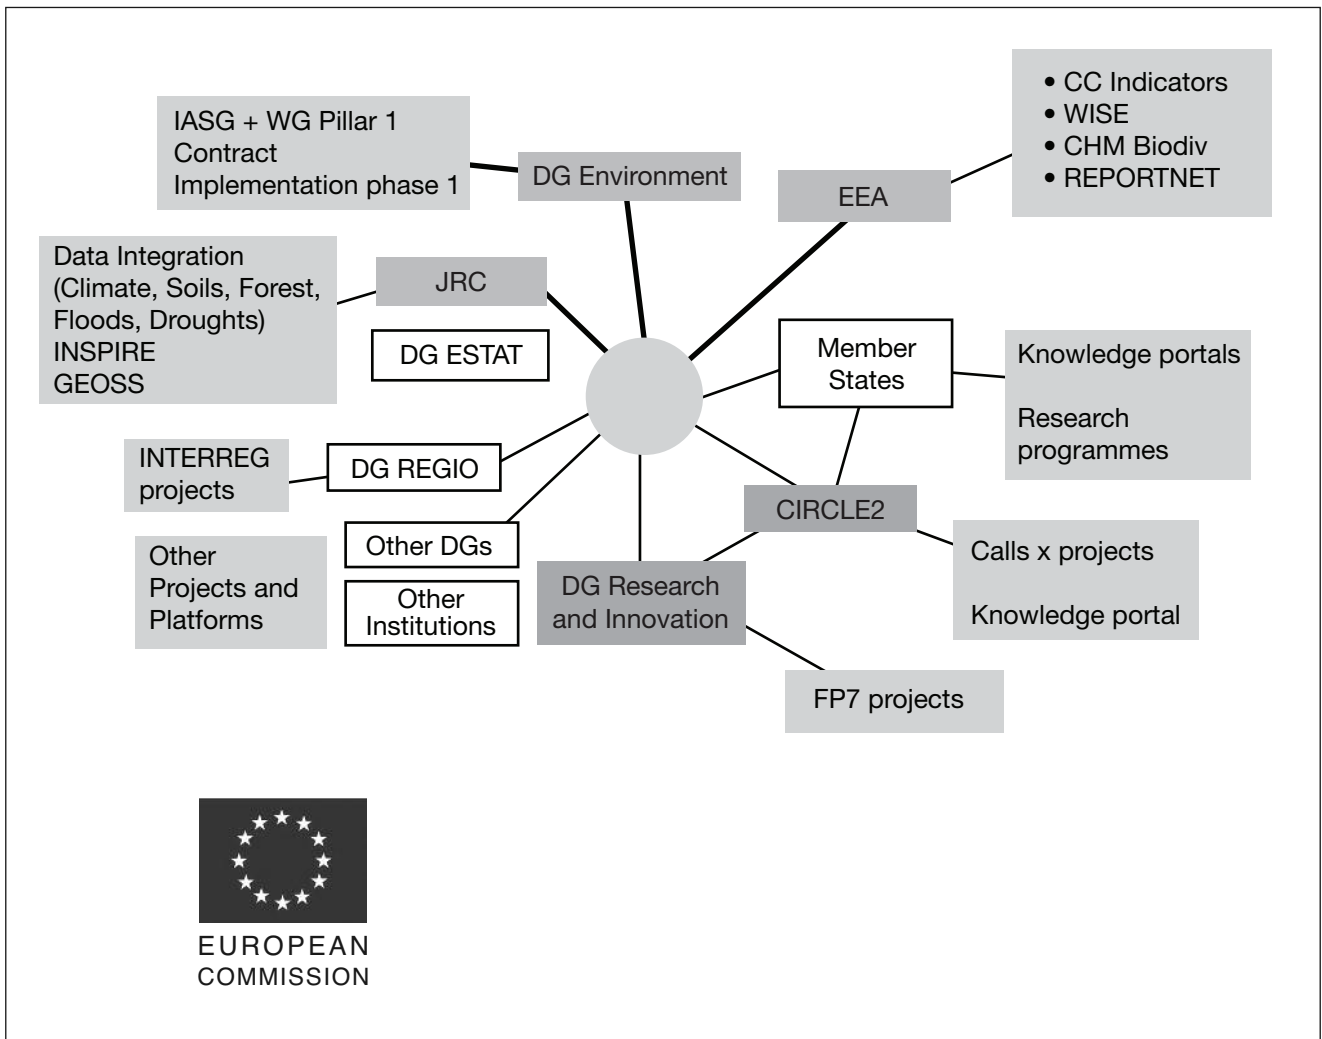 IASG + WG Pillar 1
Contract
Implementation phase 1
DG Environment
EEA
• CC Indicators
• WISE
• CHM Biodiv
• REPORTNET
Data Integration
(Climate, Soils, Forest,
Floods, Droughts)
INSPIRE
GEOSS
JRC
DG ESTAT
Member
States
Knowledge portals
Research
programmes
INTERREG
projects
DG REGIO
CIRCLE2
Other
Projects and
Platforms
Other DGs
Other
Institutions
DG Research
and Innovation
Calls x projects
Knowledge portal
FP7 projects
EUROPEAN
COMMISSION